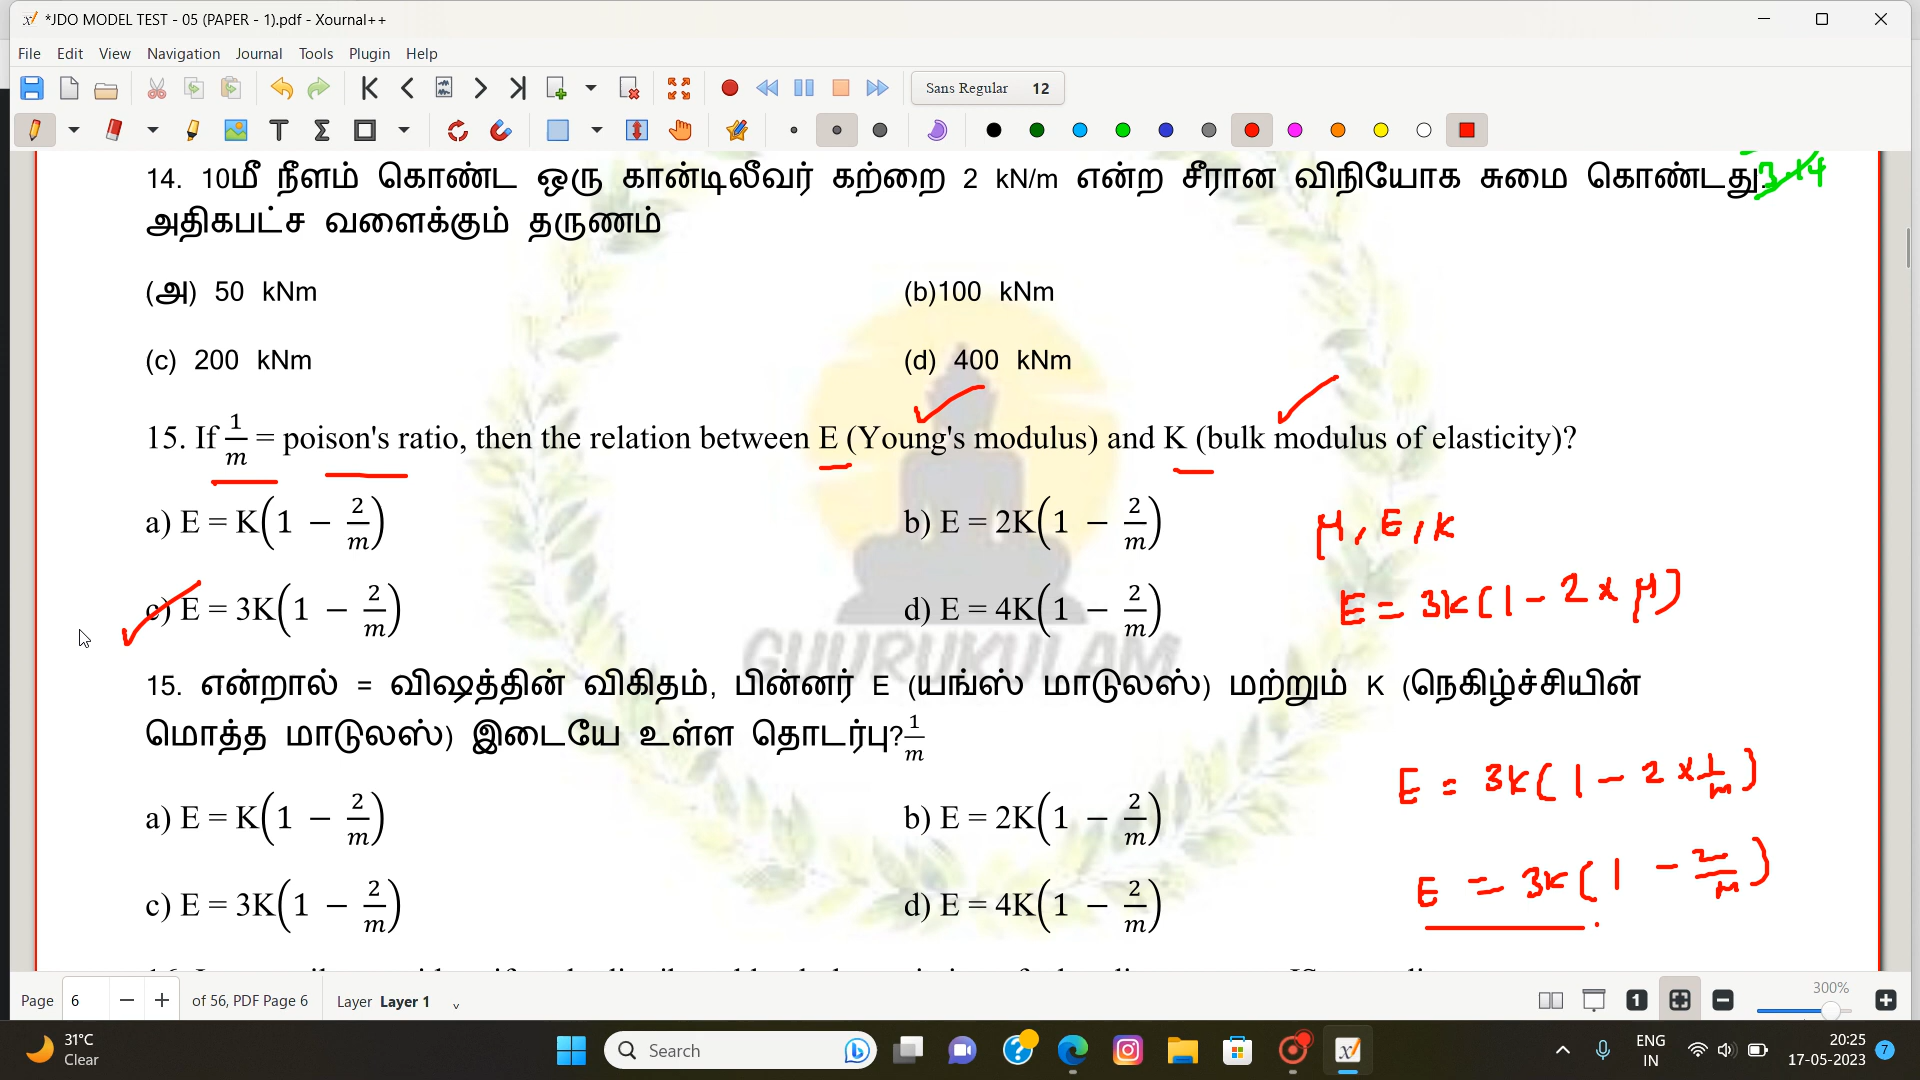 *JDO MODEL TEST - 05 (PAPER - 1).pdf - Xournal++
File Edit View Navigation Journal Tools Plugin Help
Sans Regular 12
14. 10மீ நீளம் கொண்ட ஒரு கான்டிலீவர் கற்றை 2 kN/m என்ற சீரான விநியோக சுமை கொண்டது.
அதிகபட்ச வளைக்கும் தருணம்
(அ) 50 kNm (b)100 kNm
(c) 200 kNm (d) 400 kNm
15. If 1/m = poison's ratio, then the relation between E (Young's modulus) and K (bulk modulus of elasticity)?
a) E = K(1 − 2/m) b) E = 2K(1 − 2/m)
μ, E, K
c) E = 3K(1 − 2/m) d) E = 4K(1 − 2/m)
E = 3K(1 - 2 x μ)
GUURUKULAM
15. என்றால் = விஷத்தின் விகிதம், பின்னர் E (யங்ஸ் மாடுலஸ்) மற்றும் K (நெகிழ்ச்சியின்
மொத்த மாடுலஸ்) இடையே உள்ள தொடர்பு? 1/m
E = 3K(1 - 2 x 1/m)
a) E = K(1 − 2/m) b) E = 2K(1 − 2/m)
c) E = 3K(1 − 2/m) d) E = 4K(1 − 2/m)
E = 3K(1 - 2/m)
Page 6 of 56, PDF Page 6 Layer Layer 1 300%
31°C
Clear
Search
ENG
IN
20:25
17-05-2023
7